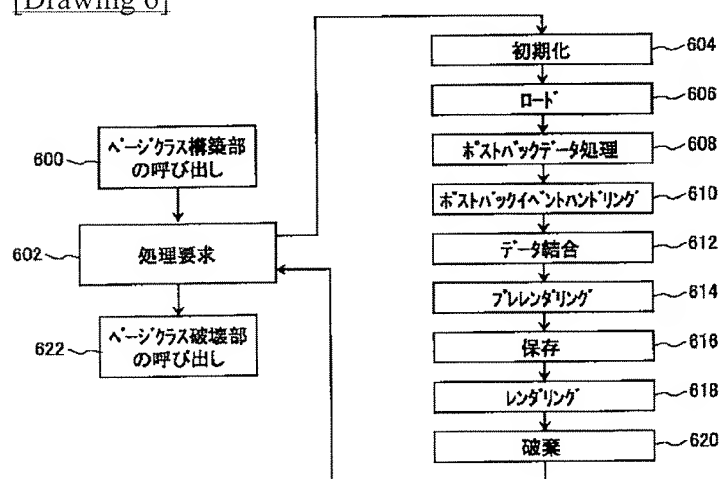 [Drawing 6]
初期化
604
ロード
606
600
ページクラス構築部
の呼び出し
ポストバックデータ処理
608
ポストバックイベントハンドリング
610
602
処理要求
データ結合
612
プレレンダリング
614
622
ページクラス破壊部
の呼び出し
保存
616
レンダリング
618
破棄
620